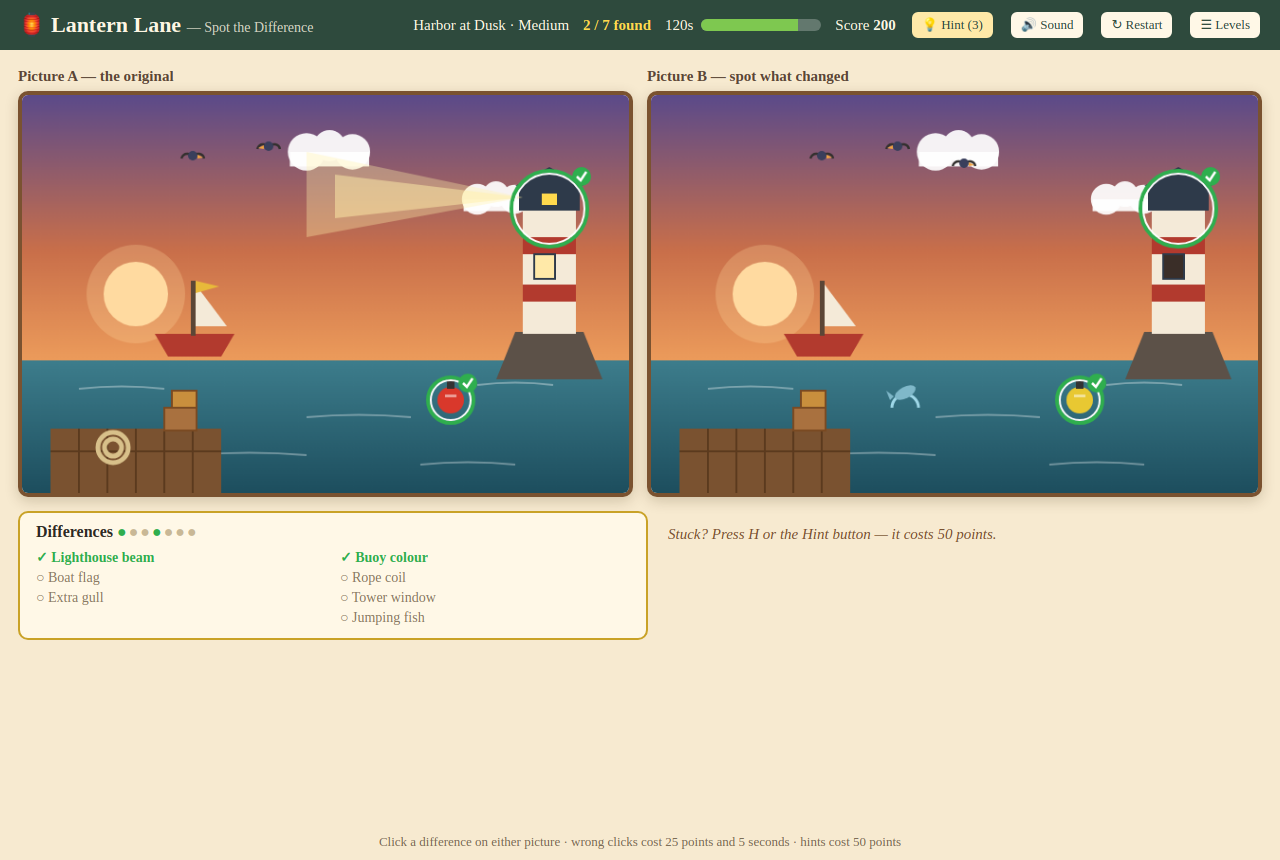 Lantern Lane — Spot the Difference
Harbor at Dusk · Medium 2 / 7 found 120s Score 200 Hint (3) Sound Restart Levels
Picture A — the original
Picture B — spot what changed
Differences
✓ Lighthouse beam
○ Boat flag
○ Extra gull
✓ Buoy colour
○ Rope coil
○ Tower window
○ Jumping fish
Stuck? Press H or the Hint button — it costs 50 points.
Click a difference on either picture · wrong clicks cost 25 points and 5 seconds · hints cost 50 points